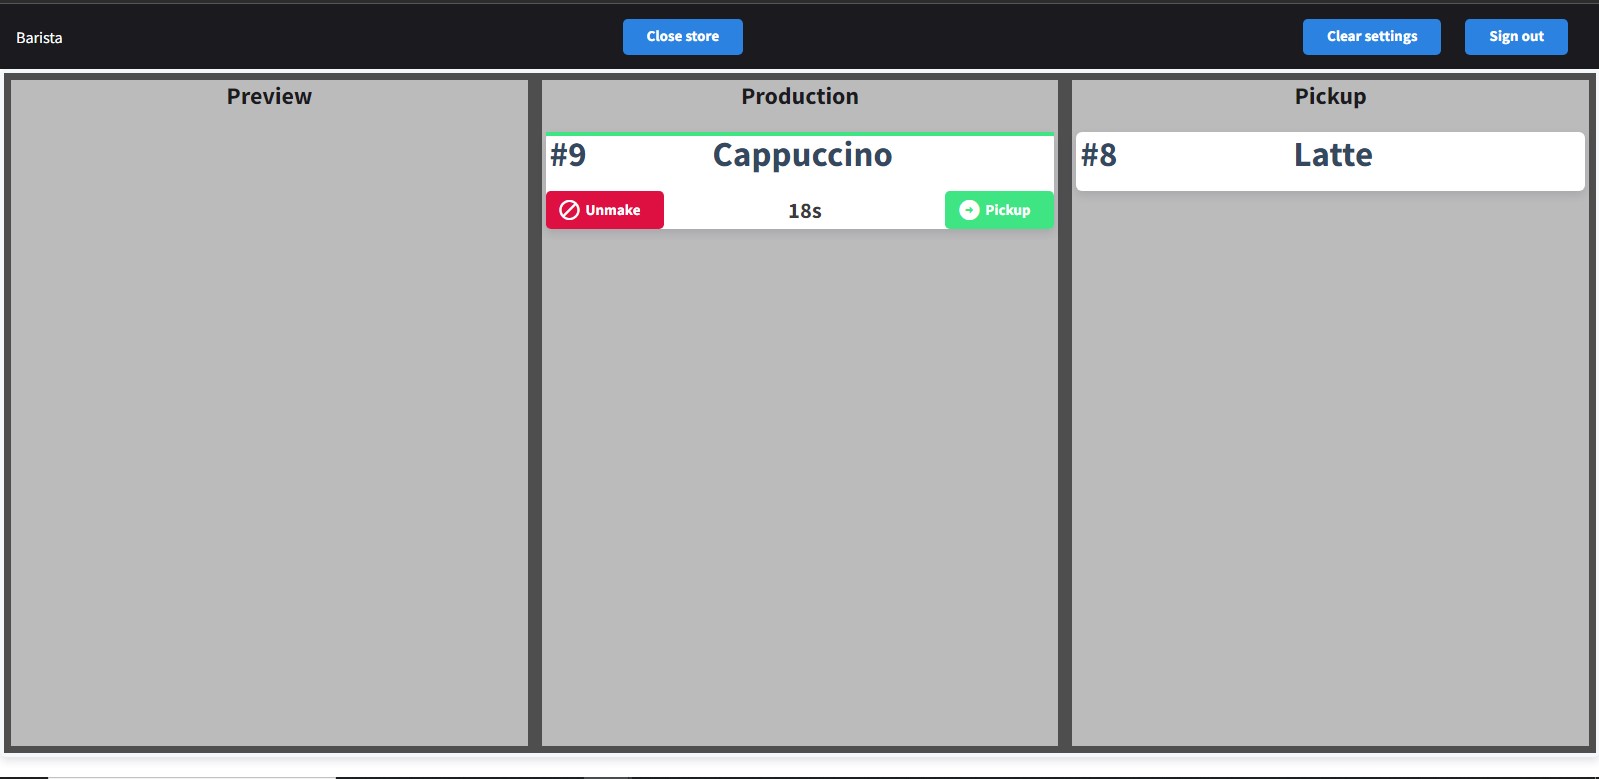 Barista
Close store
Clear settings
Sign out
Preview
Production
Pickup
#9 Cappuccino
Unmake
18s
Pickup
#8 Latte